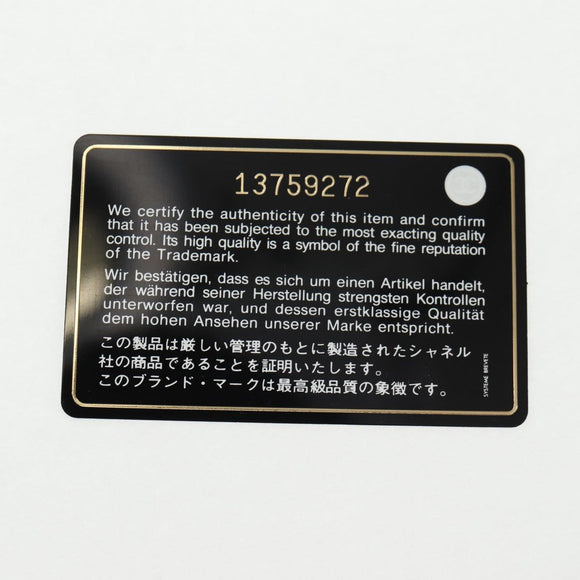 13759272
We certify the authenticity of this item and confirm
that it has been subjected to the most exacting quality
control. Its high quality is a symbol of the fine reputation
of the Trademark.
Wir bestätigen, dass es sich um einen Artikel handelt,
der während seiner Herstellung strengsten Kontrollen
unterworfen war, und dessen erstklassige Qualität
dem hohen Ansehen unserer Marke entspricht.
この製品は厳しい管理のもとに製造されたシャネル
社の商品であることを証明いたします。
このブランド・マークは最高級品質の象徴です。